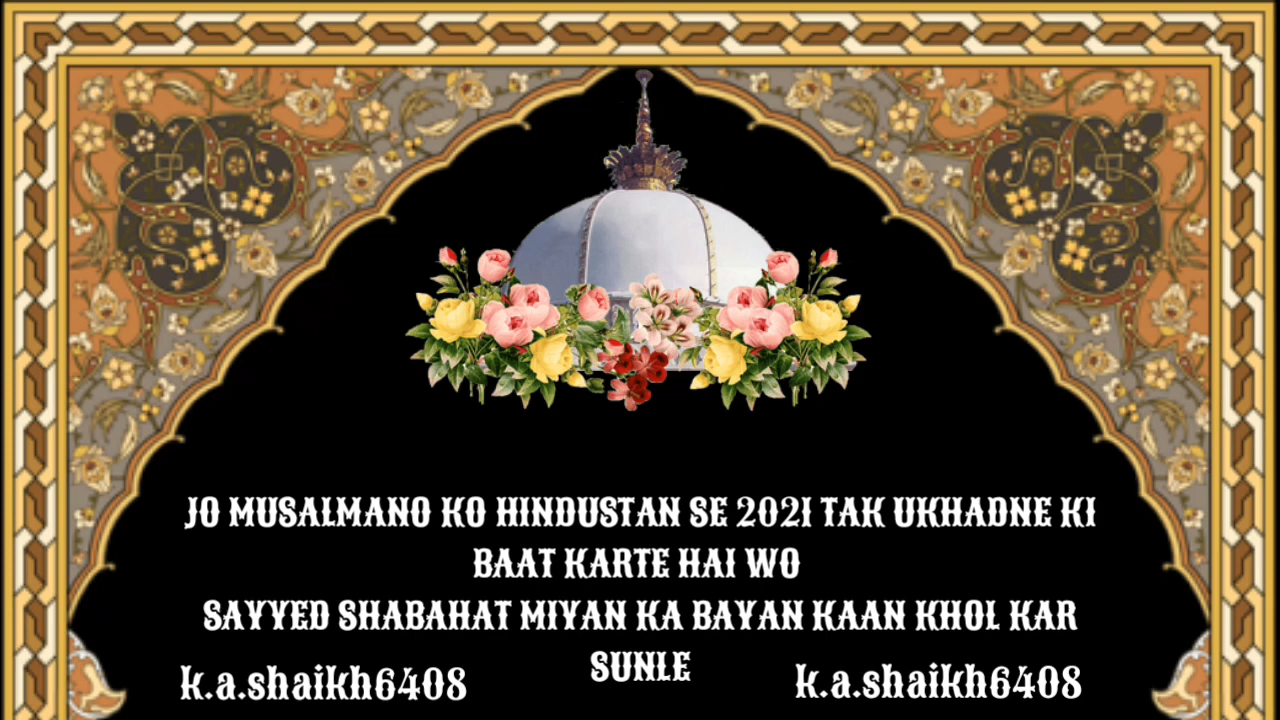 JO MUSALMANO KO HINDUSTAN SE 2021 TAK UKHADNE KI
BAAT KARTE HAI WO
SAYYED SHABAHAT MIYAN KA BAYAN KAAN KHOL KAR
SUNLE
k.a.shaikh6408
k.a.shaikh6408